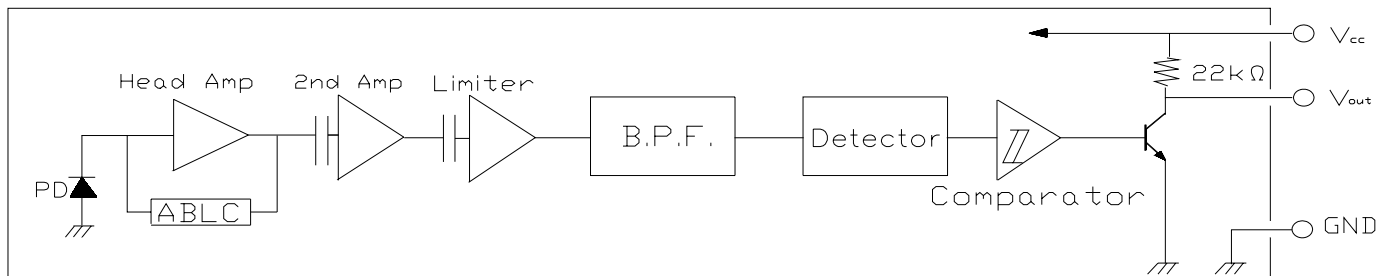 Head Amp
2nd Amp
Limiter
B.P.F.
Detector
Comparator
PD
ABLC
22kΩ
Vcc
Vout
GND